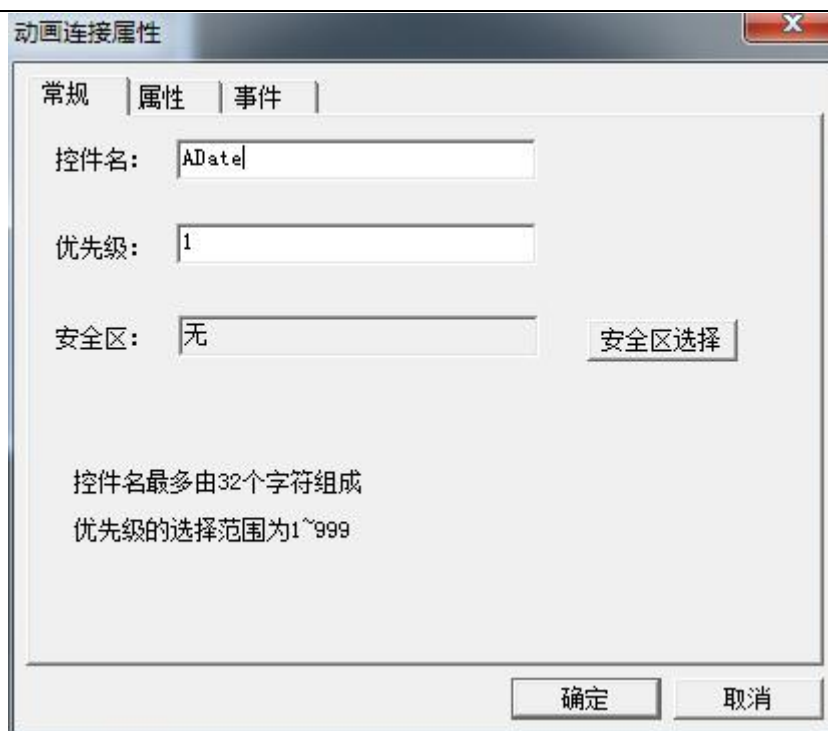 动画连接属性
常规 属性 事件
控件名： ADate
优先级： 1
安全区： 无 安全区选择
控件名最多由32个字符组成
优先级的选择范围为1~999
确定 取消